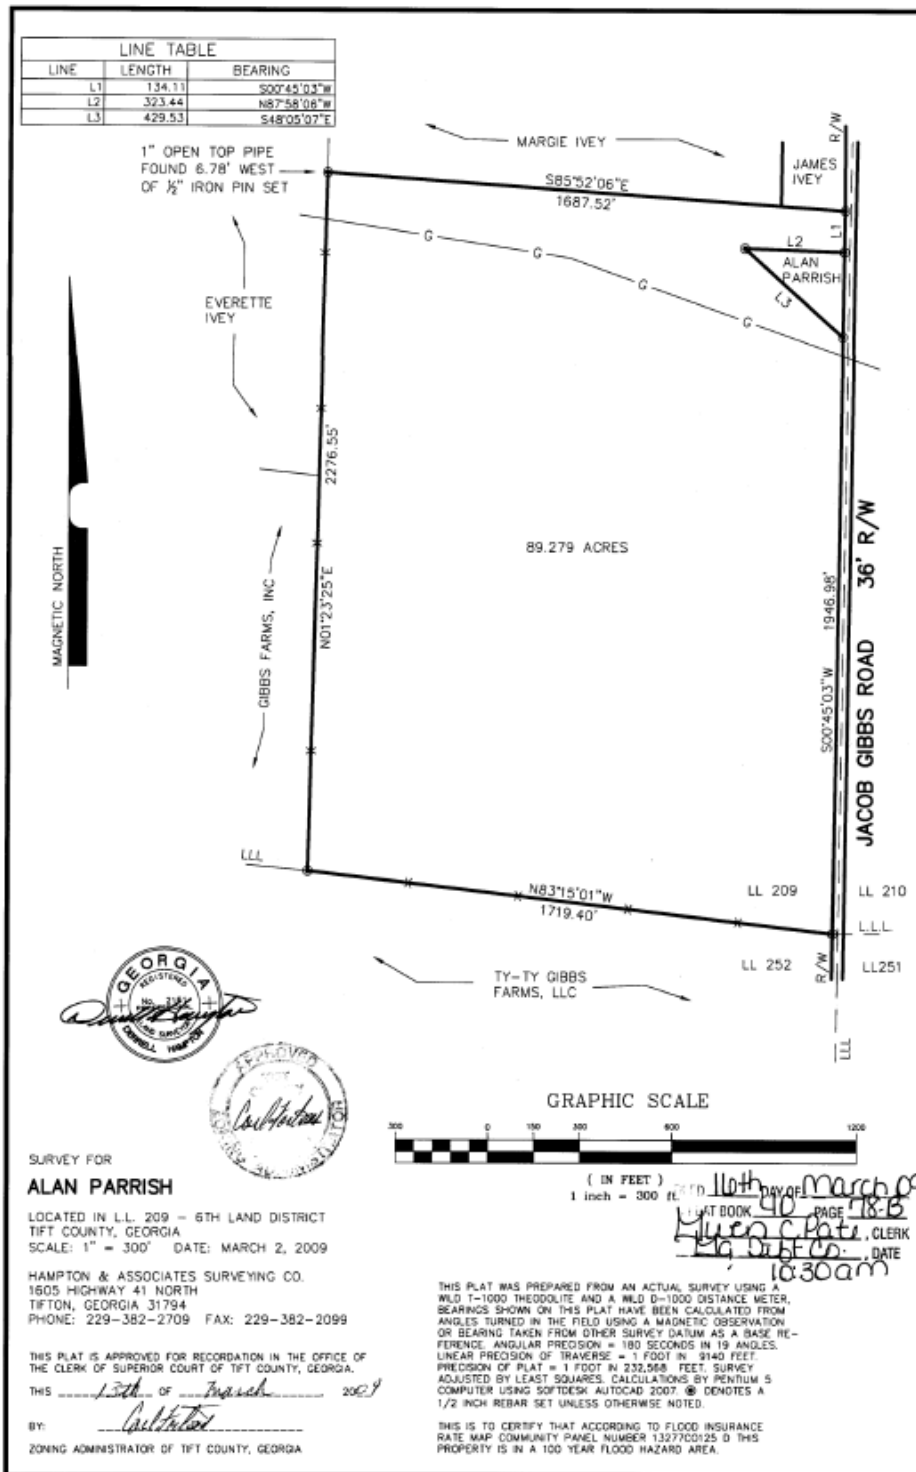 LINE TABLE
LINE LENGTH BEARING
L1 134.11 S00°45'03"W
L2 323.44 N87°58'06"W
L3 429.53 S48°05'07"E
1" OPEN TOP PIPE
FOUND 6.78' WEST
OF ½" IRON PIN SET
MARGIE IVEY
R/W
JAMES
IVEY
S85°52'06"E
1687.52'
L1
L2
ALAN
PARRISH
L3
G
G
G
G
EVERETTE
IVEY
2276.55'
N01°23'25"E
GIBBS FARMS, INC
MAGNETIC NORTH
89.279 ACRES
1946.98'
S00°45'03"W
JACOB GIBBS ROAD 36' R/W
LLL
N83°15'01"W
1719.40'
LL 209
LL 210
L.L.L.
LL 252
R/W
LL251
LLL
TY-TY GIBBS
FARMS, LLC
GEORGIA
REGISTERED
No.
LAND SURVEYOR
HAMPTON
APPROVED
GRAPHIC SCALE
300 0 150 300 600 1200
( IN FEET )
1 inch = 300 ft.
16th DAY OF March 09
PLAT BOOK 40 PAGE 78-B
CLERK
DATE
10:30am
SURVEY FOR
ALAN PARRISH
LOCATED IN L.L. 209 - 6TH LAND DISTRICT
TIFT COUNTY, GEORGIA
SCALE: 1" = 300' DATE: MARCH 2, 2009
HAMPTON & ASSOCIATES SURVEYING CO.
1605 HIGHWAY 41 NORTH
TIFTON, GEORGIA 31794
PHONE: 229-382-2709 FAX: 229-382-2099
THIS PLAT IS APPROVED FOR RECORDATION IN THE OFFICE OF
THE CLERK OF SUPERIOR COURT OF TIFT COUNTY, GEORGIA.
THIS 13th OF March 2009
BY:
ZONING ADMINISTRATOR OF TIFT COUNTY, GEORGIA
THIS PLAT WAS PREPARED FROM AN ACTUAL SURVEY USING A
WILD T-1000 THEODOLITE AND A WILD D-1000 DISTANCE METER,
BEARINGS SHOWN ON THIS PLAT HAVE BEEN CALCULATED FROM
ANGLES TURNED IN THE FIELD USING A MAGNETIC OBSERVATION
OR BEARING TAKEN FROM OTHER SURVEY DATUM AS A BASE RE-
FERENCE. ANGULAR PRECISION = 180 SECONDS IN 19 ANGLES.
LINEAR PRECISION OF TRAVERSE = 1 FOOT IN 9140 FEET.
PRECISION OF PLAT = 1 FOOT IN 232,568 FEET. SURVEY
ADJUSTED BY LEAST SQUARES. CALCULATIONS BY PENTIUM 5
COMPUTER USING SOFTDESK AUTOCAD 2007. DENOTES A
1/2 INCH REBAR SET UNLESS OTHERWISE NOTED.
THIS IS TO CERTIFY THAT ACCORDING TO FLOOD INSURANCE
RATE MAP COMMUNITY PANEL NUMBER 13277C0125 D THIS
PROPERTY IS IN A 100 YEAR FLOOD HAZARD AREA.